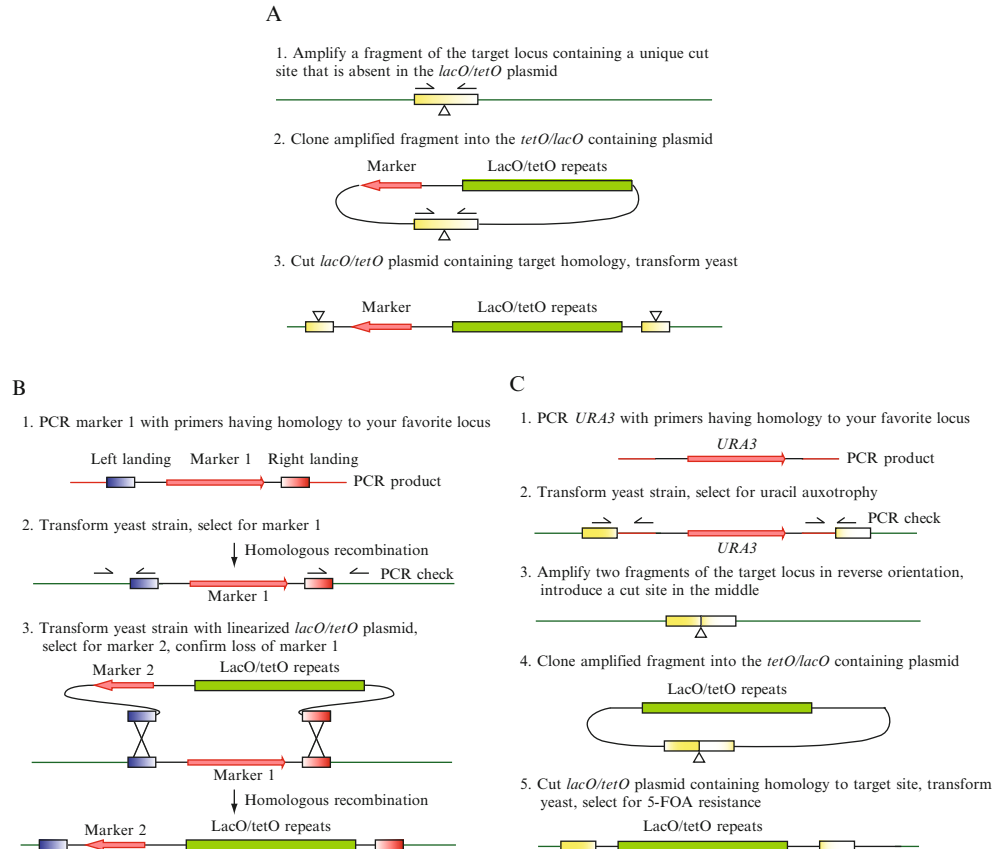 A
1. Amplify a fragment of the target locus containing a unique cut
site that is absent in the lacO/tetO plasmid
2. Clone amplified fragment into the tetO/lacO containing plasmid
Marker LacO/tetO repeats
3. Cut lacO/tetO plasmid containing target homology, transform yeast
Marker LacO/tetO repeats
B
1. PCR marker 1 with primers having homology to your favorite locus
Left landing Marker 1 Right landing
PCR product
2. Transform yeast strain, select for marker 1
Homologous recombination
PCR check
Marker 1
3. Transform yeast strain with linearized lacO/tetO plasmid,
select for marker 2, confirm loss of marker 1
Marker 2 LacO/tetO repeats
Marker 1
Homologous recombination
Marker 2 LacO/tetO repeats
C
1. PCR URA3 with primers having homology to your favorite locus
URA3
PCR product
2. Transform yeast strain, select for uracil auxotrophy
PCR check
URA3
3. Amplify two fragments of the target locus in reverse orientation,
introduce a cut site in the middle
4. Clone amplified fragment into the tetO/lacO containing plasmid
LacO/tetO repeats
5. Cut lacO/tetO plasmid containing homology to target site, transform
yeast, select for 5-FOA resistance
LacO/tetO repeats